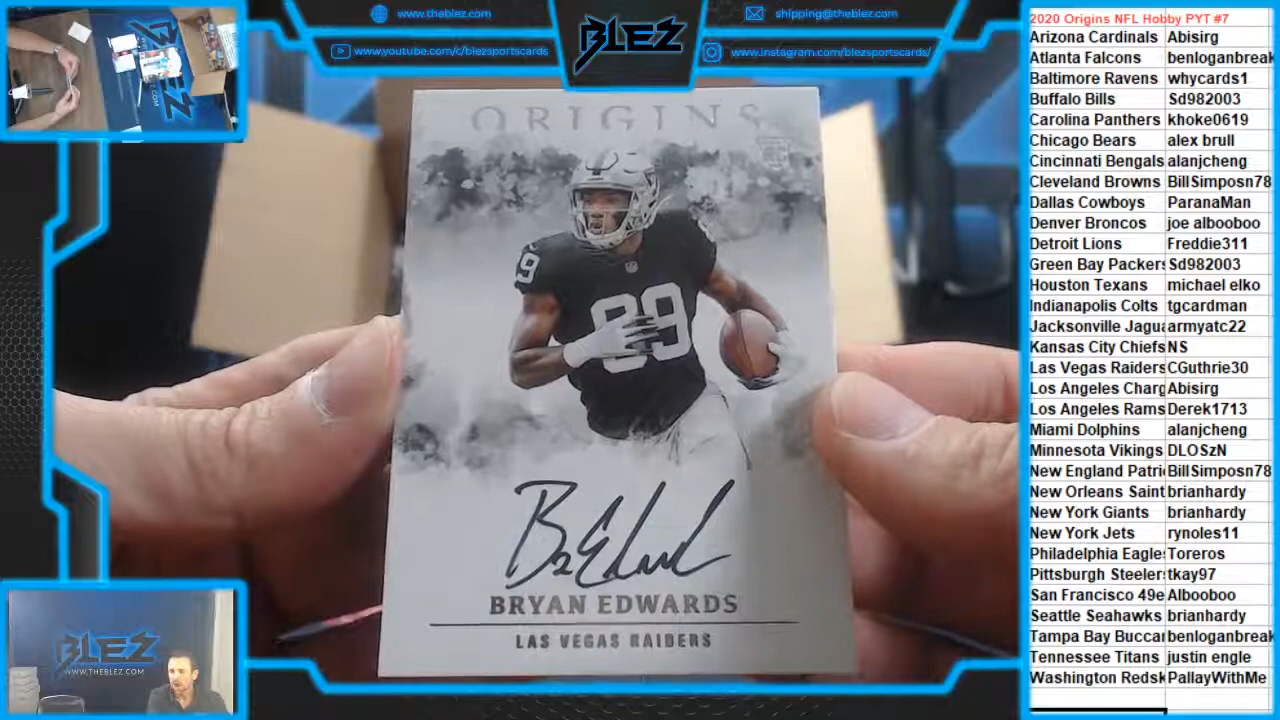 www.theblez.com
shipping@theblez.com
www.youtube.com/c/blezsportscards
www.instagram.com/blezsportscards/
BLEZ
ORIGINS
RC
89
9
Bryan Edwards
BRYAN EDWARDS
LAS VEGAS RAIDERS
BLEZ
WWW.THEBLEZ.COM
BLEZ
.COM
2020 Origins NFL Hobby PYT #7
Arizona Cardinals Abisirg
Atlanta Falcons benloganbreak
Baltimore Ravens whycards1
Buffalo Bills Sd982003
Carolina Panthers khoke0619
Chicago Bears alex brull
Cincinnati Bengals alanjcheng
Cleveland Browns BillSimposn78
Dallas Cowboys ParanaMan
Denver Broncos joe albooboo
Detroit Lions Freddie311
Green Bay Packers Sd982003
Houston Texans michael elko
Indianapolis Colts tgcardman
Jacksonville Jagua armyatc22
Kansas City Chiefs NS
Las Vegas Raiders CGuthrie30
Los Angeles Charg Abisirg
Los Angeles Rams Derek1713
Miami Dolphins alanjcheng
Minnesota Vikings DLOSzN
New England Patri BillSimposn78
New Orleans Saint brianhardy
New York Giants brianhardy
New York Jets rynoles11
Philadelphia Eagle Toreros
Pittsburgh Steeler tkay97
San Francisco 49e Albooboo
Seattle Seahawks brianhardy
Tampa Bay Buccar benloganbreak
Tennessee Titans justin engle
Washington Redsk PallayWithMe